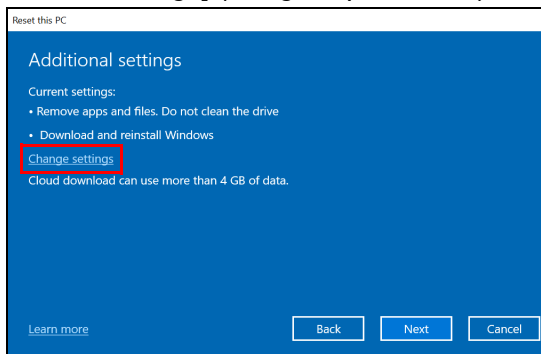 Reset this PC
Additional settings
Current settings:
• Remove apps and files. Do not clean the drive
• Download and reinstall Windows
Change settings
Cloud download can use more than 4 GB of data.
Learn more
Back
Next
Cancel